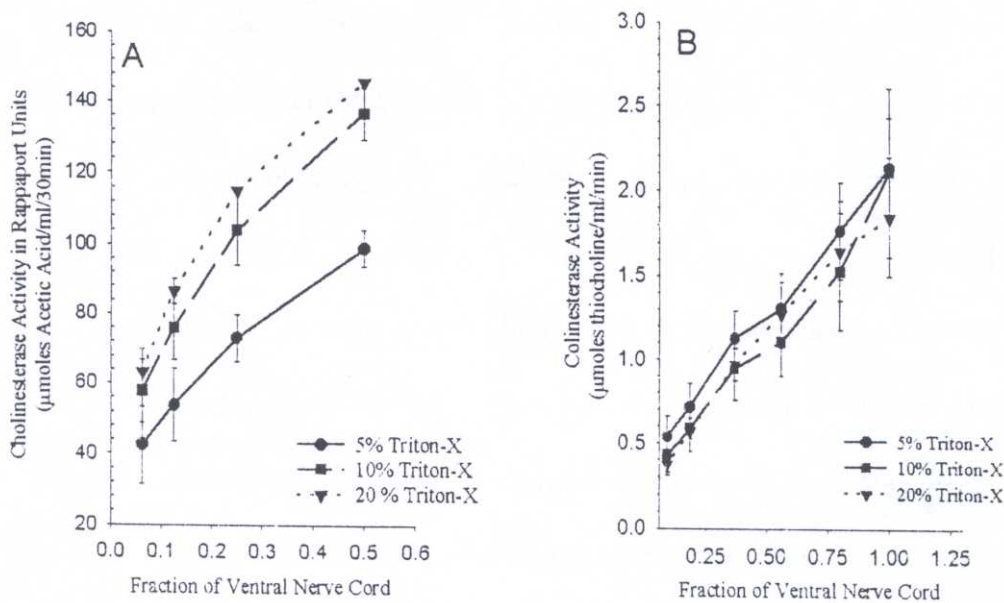 A
Cholinesterase Activity in Rappaport Units
(µmoles Acetic Acid/ml/30min)
160
140
120
100
80
60
40
20
0.0 0.1 0.2 0.3 0.4 0.5 0.6
Fraction of Ventral Nerve Cord
5% Triton-X
10% Triton-X
20 % Triton-X
B
Colinesterase Activity
(µmoles thiocholine/ml/min)
3.0
2.5
2.0
1.5
1.0
0.5
0.0
0.25 0.50 0.75 1.00 1.25
Fraction of Ventral Nerve Cord
5% Triton-X
10% Triton-X
20% Triton-X